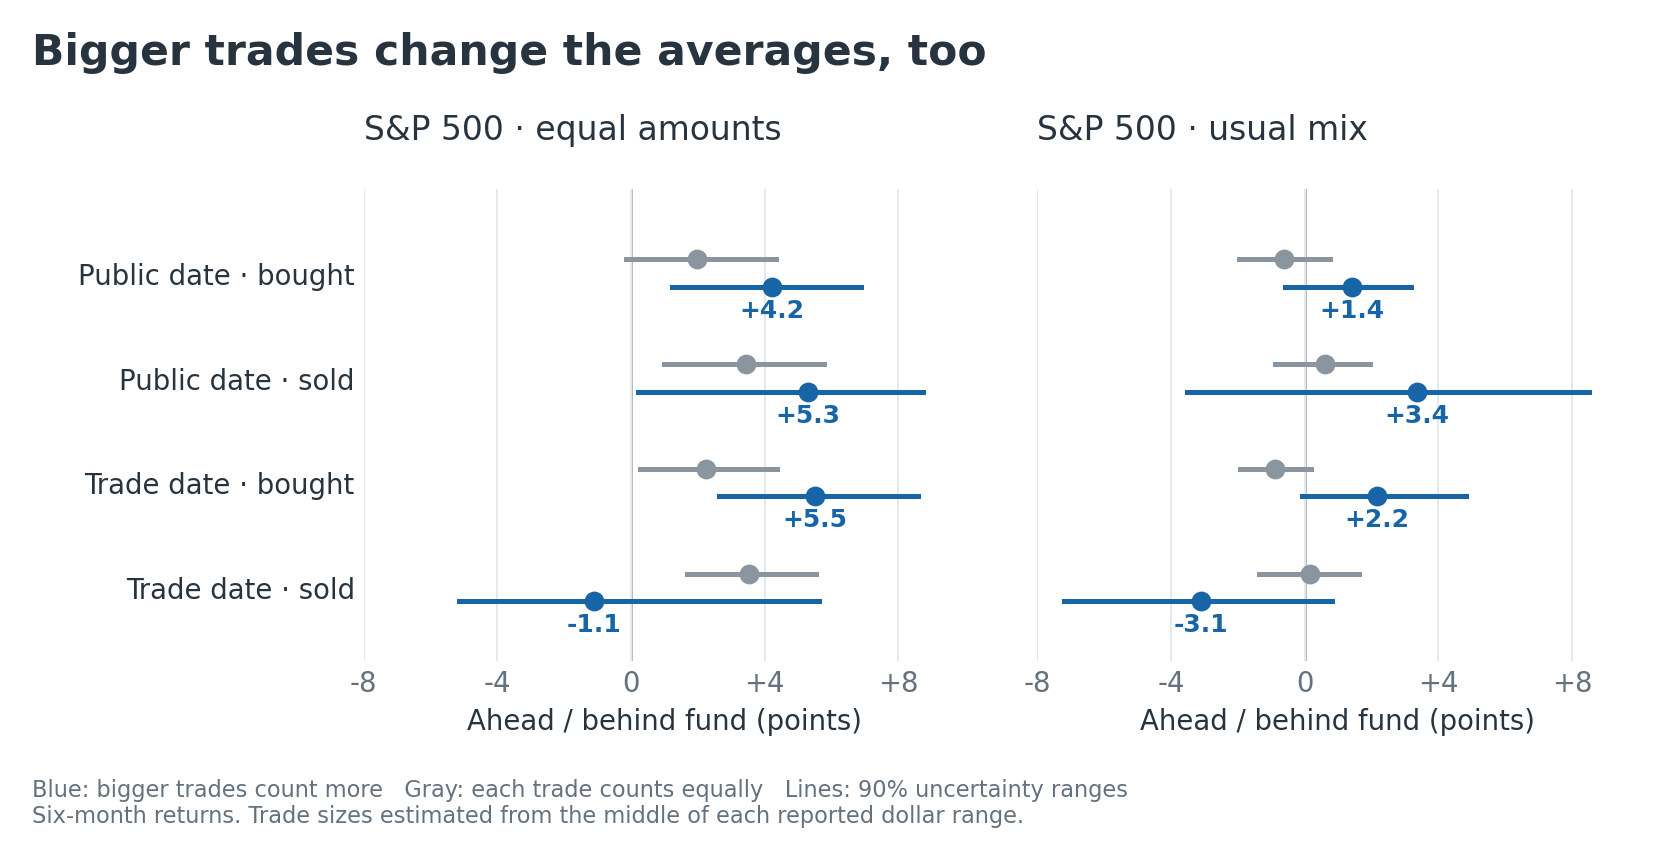 Bigger trades change the averages, too
S&P 500 · equal amounts
S&P 500 · usual mix
Public date · bought
+4.2
+1.4
Public date · sold
+5.3
+3.4
Trade date · bought
+5.5
+2.2
Trade date · sold
-1.1
-3.1
-8 -4 0 +4 +8
-8 -4 0 +4 +8
Ahead / behind fund (points)
Ahead / behind fund (points)
Blue: bigger trades count more Gray: each trade counts equally Lines: 90% uncertainty ranges
Six-month returns. Trade sizes estimated from the middle of each reported dollar range.